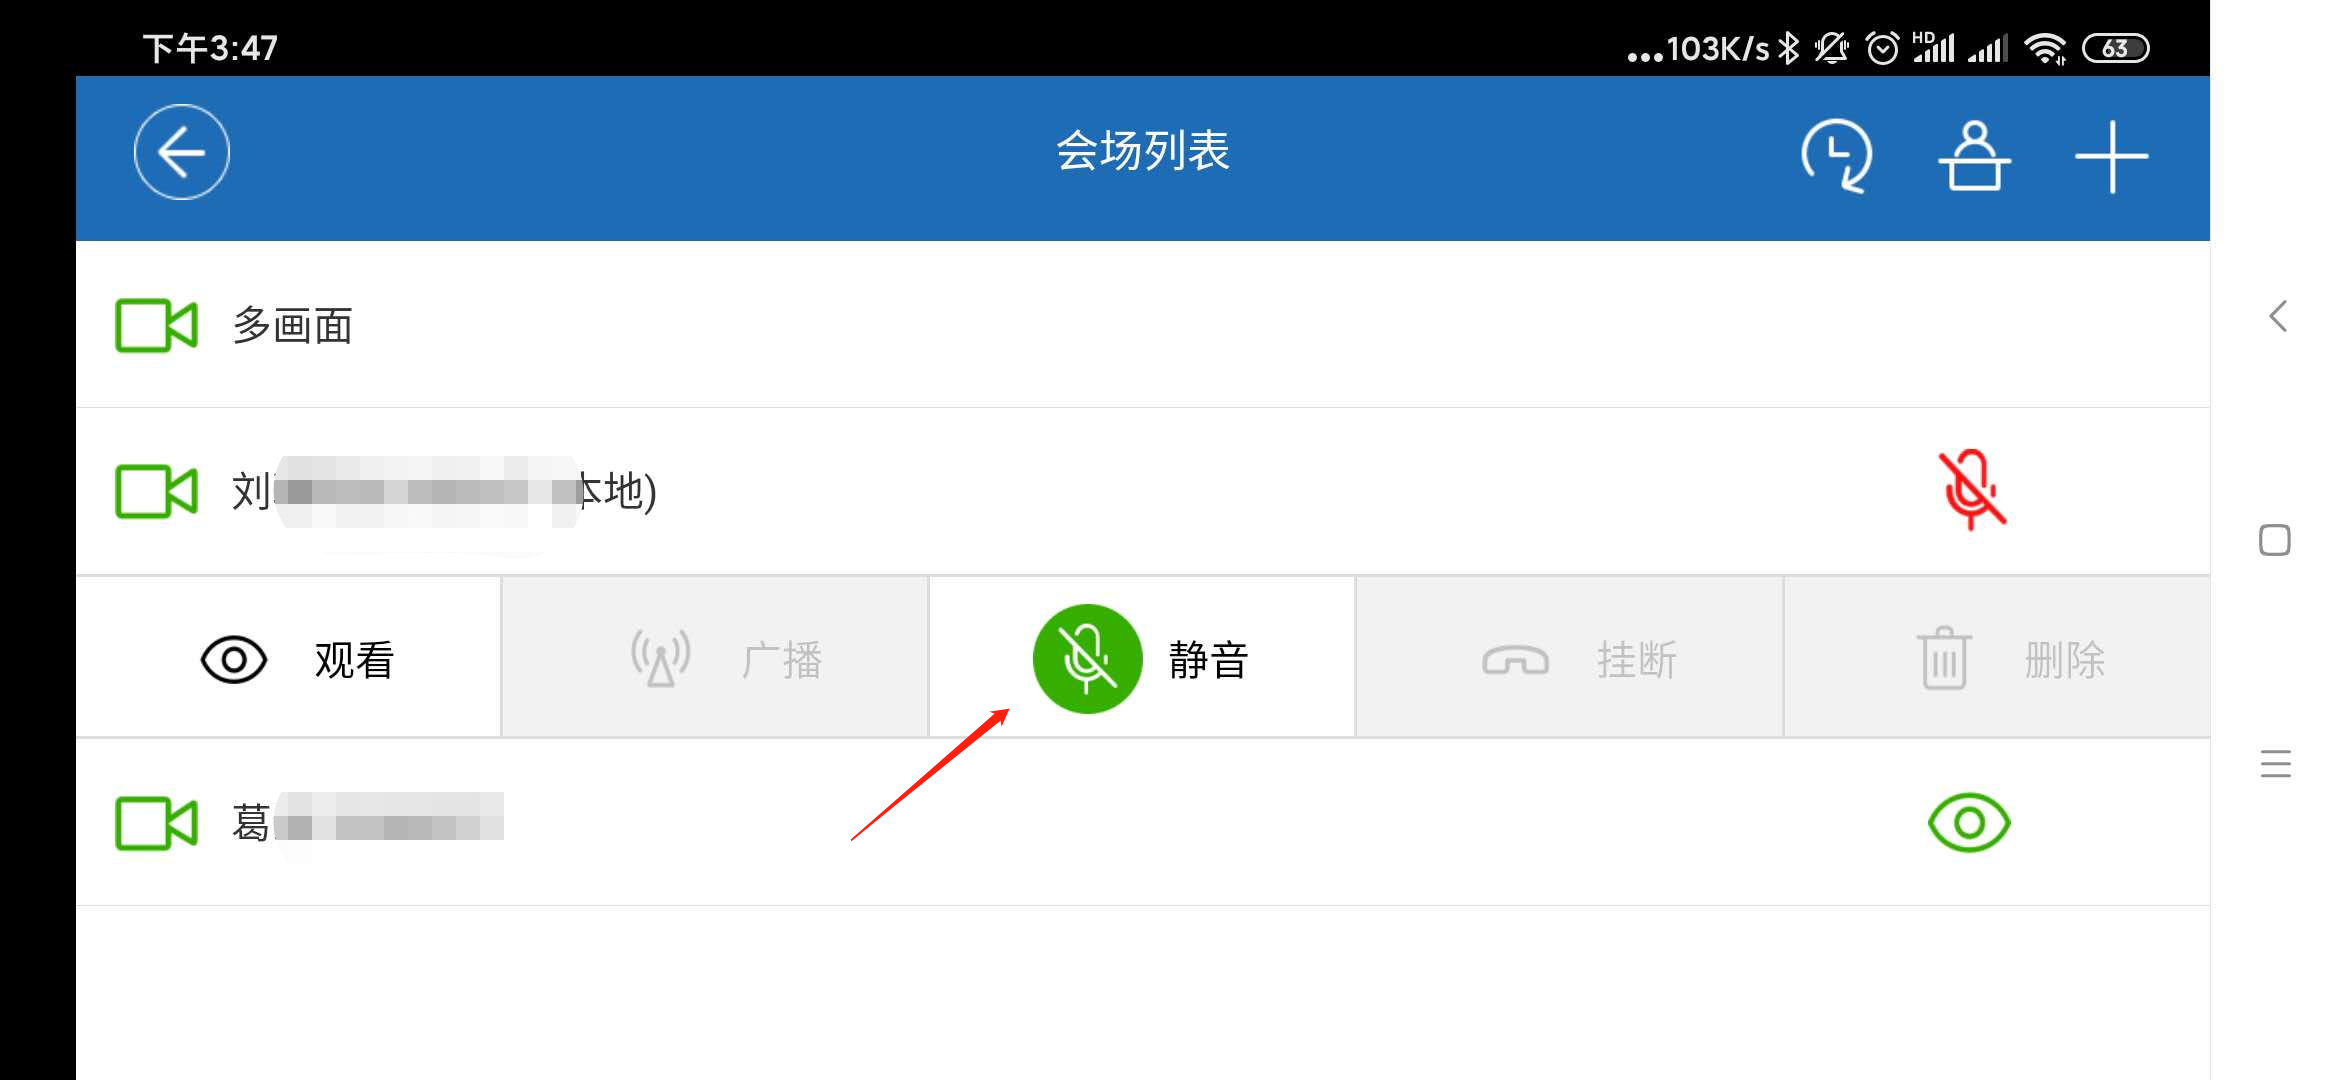 下午3:47
...103K/s HD 63
会场列表
多画面
刘 本地)
观看 广播 静音 挂断 删除
葛